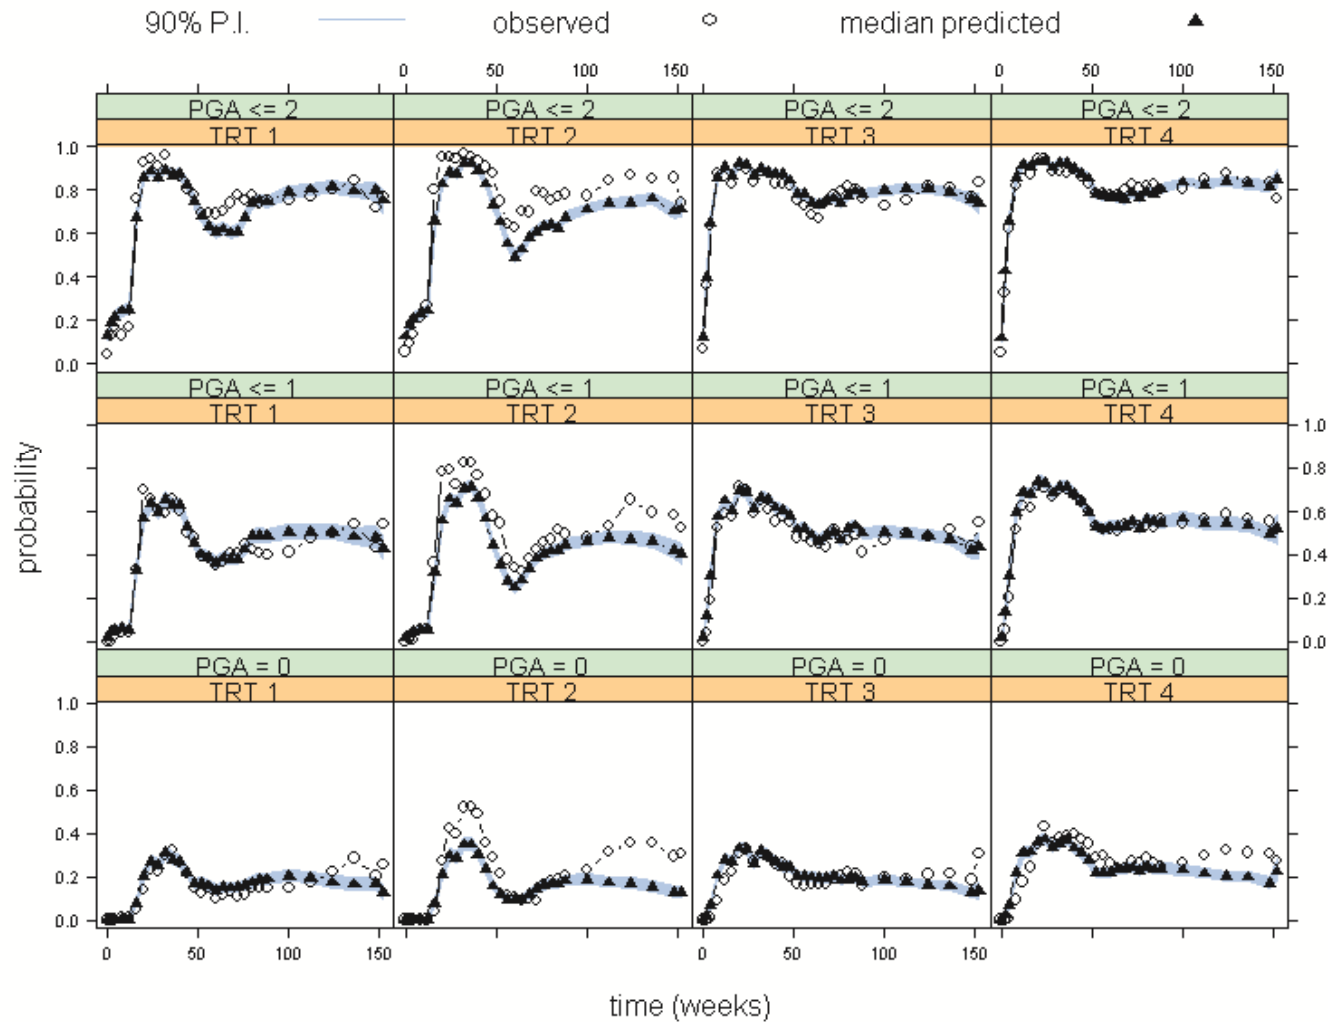 90% P.I. observed median predicted
0 50 100 150 0 50 100 150
PGA <= 2 PGA <= 2 PGA <= 2 PGA <= 2
TRT 1 TRT 2 TRT 3 TRT 4
1.0
0.8
0.6
0.4
0.2
0.0
PGA <= 1 PGA <= 1 PGA <= 1 PGA <= 1
TRT 1 TRT 2 TRT 3 TRT 4
1.0
0.8
0.6
0.4
0.2
0.0
probability
PGA = 0 PGA = 0 PGA = 0 PGA = 0
TRT 1 TRT 2 TRT 3 TRT 4
1.0
0.8
0.6
0.4
0.2
0.0
0 50 100 150 0 50 100 150
time (weeks)